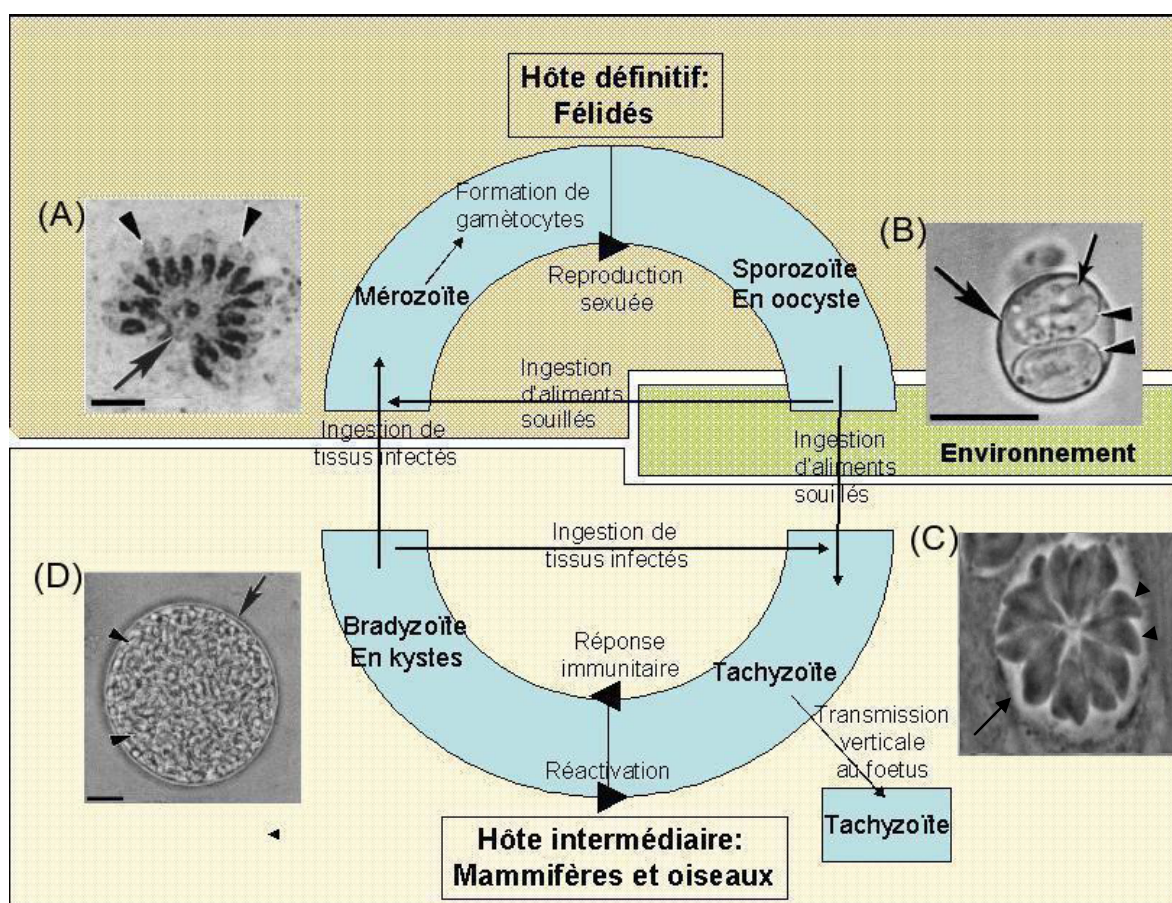 Hôte définitif:
Félidés
(A)
Formation de
gamètocytes
(B)
Mérozoïte
Reproduction
sexuée
Sporozoïte
En oocyste
Ingestion
d'aliments
souillés
Ingestion de
tissus infectés
Ingestion
d'aliments
souillés
Environnement
(D)
Ingestion de
tissus infectés
(C)
Bradyzoïte
En kystes
Réponse
immunitaire
Tachyzoïte
Transmission
verticale
au foetus
Réactivation
Tachyzoïte
Hôte intermédiaire:
Mammifères et oiseaux